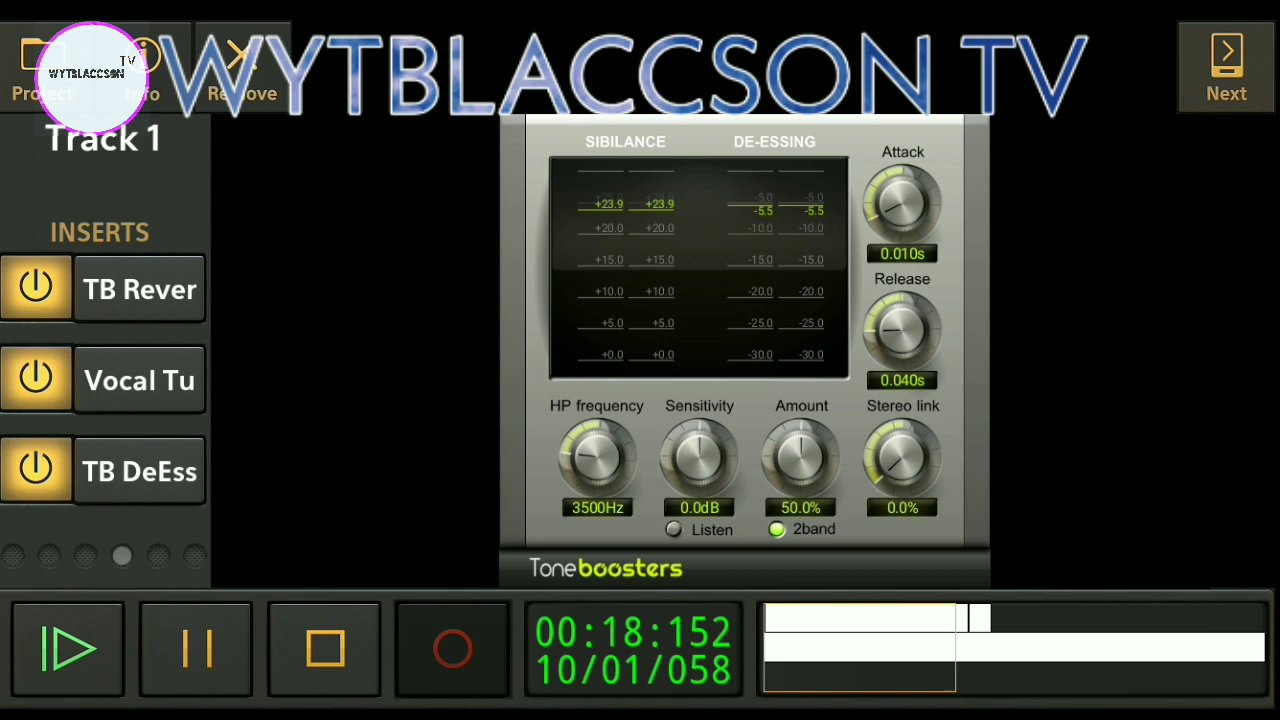 WYTBLACCSON TV
TV
WYTBLACCSON
Project
Info
Remove
Next
Track 1
INSERTS
TB Rever
Vocal Tu
TB DeEss
SIBILANCE DE-ESSING
-5.0 -5.0
+23.9 +23.9 -5.5 -5.5
+20.0 +20.0 -10.0 -10.0
+15.0 +15.0 -15.0 -15.0
+10.0 +10.0 -20.0 -20.0
+5.0 +5.0 -25.0 -25.0
+0.0 +0.0 -30.0 -30.0
Attack
0.010s
Release
0.040s
HP frequency Sensitivity Amount Stereo link
3500Hz 0.0dB 50.0% 0.0%
Listen 2band
Toneboosters
00:18:152
10/01/058